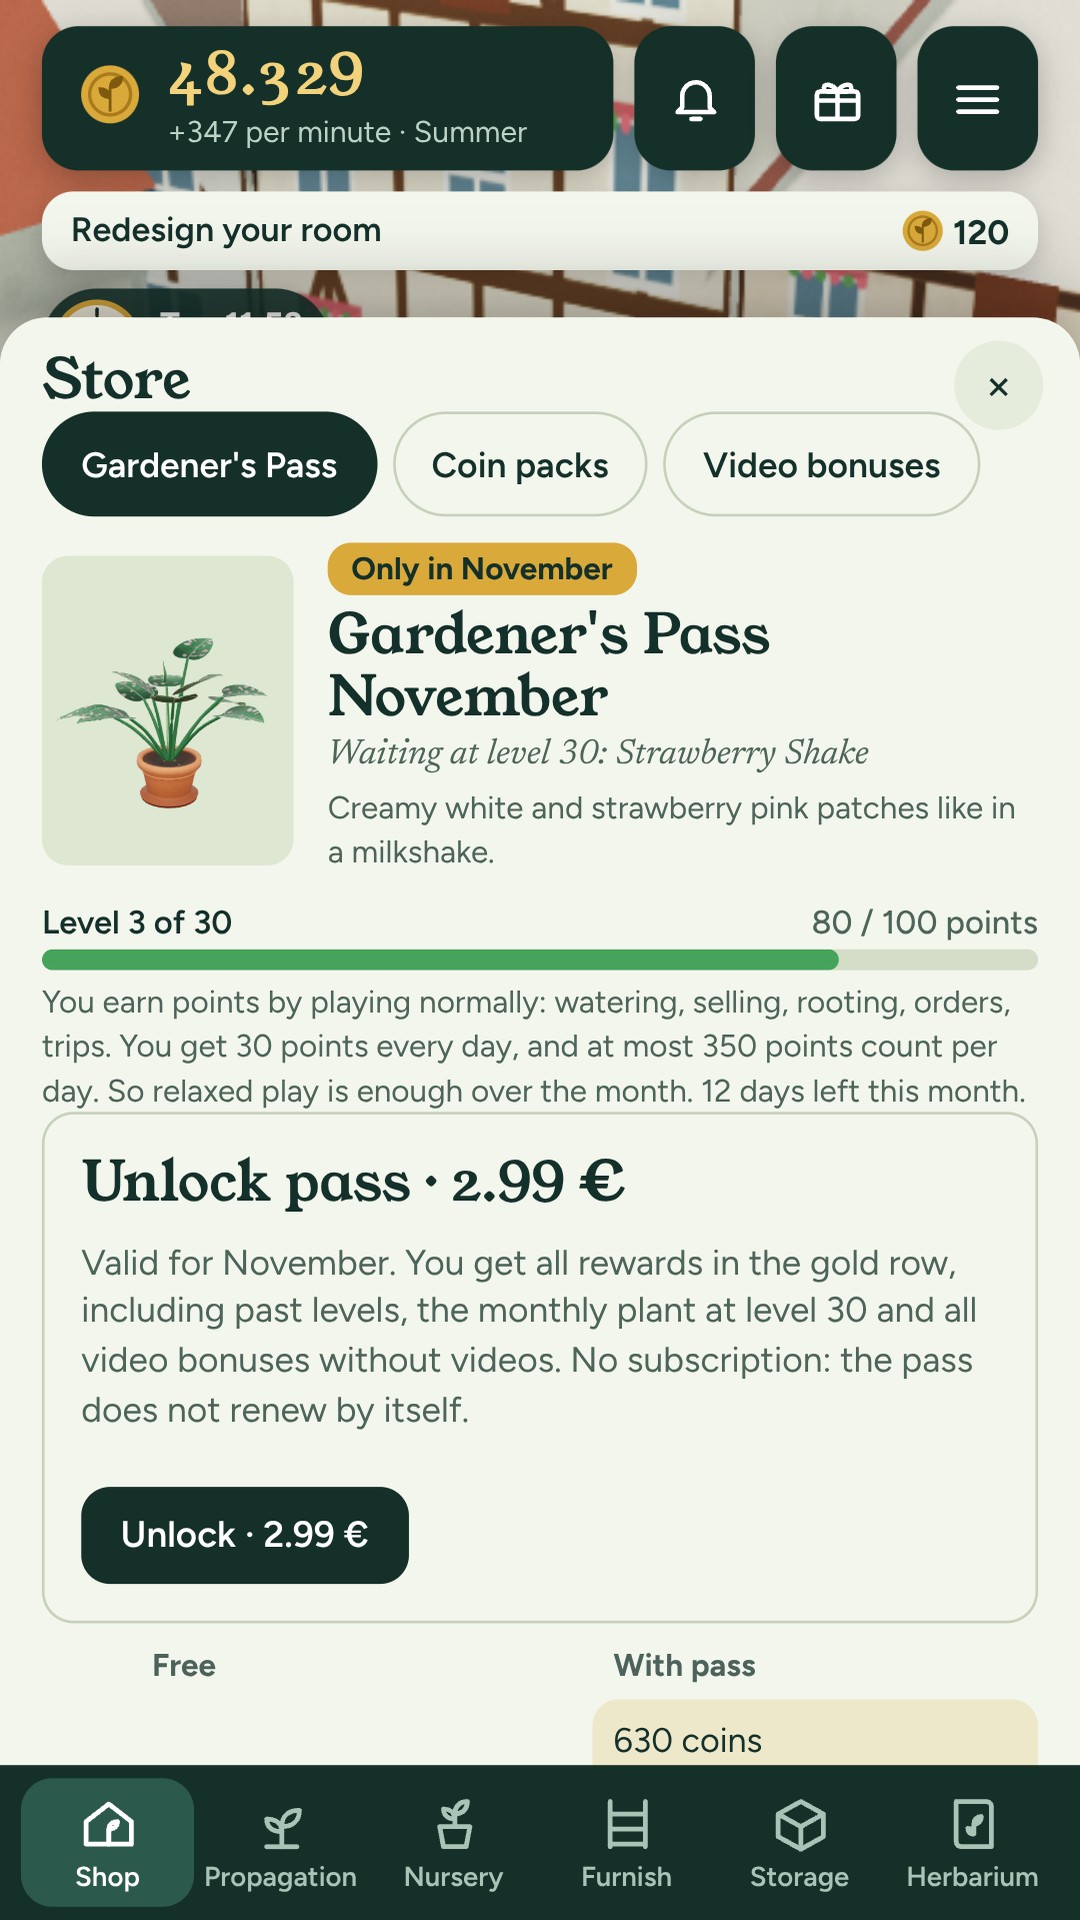 48.329
+347 per minute · Summer
Redesign your room
120
Store
×
Gardener's Pass
Coin packs
Video bonuses
Only in November
Gardener's Pass
November
Waiting at level 30: Strawberry Shake
Creamy white and strawberry pink patches like in
a milkshake.
Level 3 of 30
80 / 100 points
You earn points by playing normally: watering, selling, rooting, orders,
trips. You get 30 points every day, and at most 350 points count per
day. So relaxed play is enough over the month. 12 days left this month.
Unlock pass · 2.99 €
Valid for November. You get all rewards in the gold row,
including past levels, the monthly plant at level 30 and all
video bonuses without videos. No subscription: the pass
does not renew by itself.
Unlock · 2.99 €
Free
With pass
630 coins
Shop
Propagation
Nursery
Furnish
Storage
Herbarium